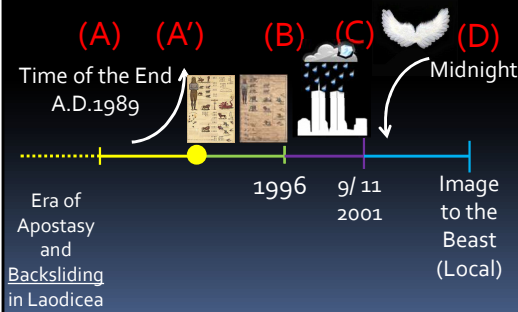 (A)
(A')
(B)
(C)
(D)
Time of the End
A.D.1989
Midnight
1996
9/ 11
2001
Era of
Apostasy
and
Backsliding
in Laodicea
Image
to the
Beast
(Local)